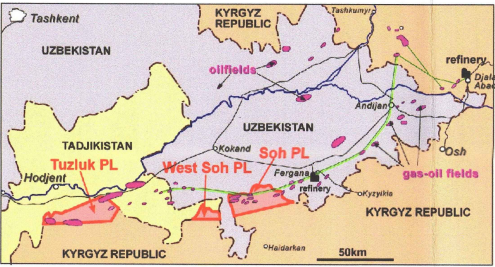 Tashkent
KYRGYZ
REPUBLIC
Tashkumyr
UZBEKISTAN
oilfields
refinery
Djala
Abad
Andijan
UZBEKISTAN
TADJIKISTAN
Kokand
Soh PL
Osh
Tuzluk PL
West Soh PL
Fergana
refinery
gas-oil fields
Hodjent
Kyzylkia
KYRGYZ REPUBLIC
KYRGYZ REPUBLIC
Haidarkan
50km